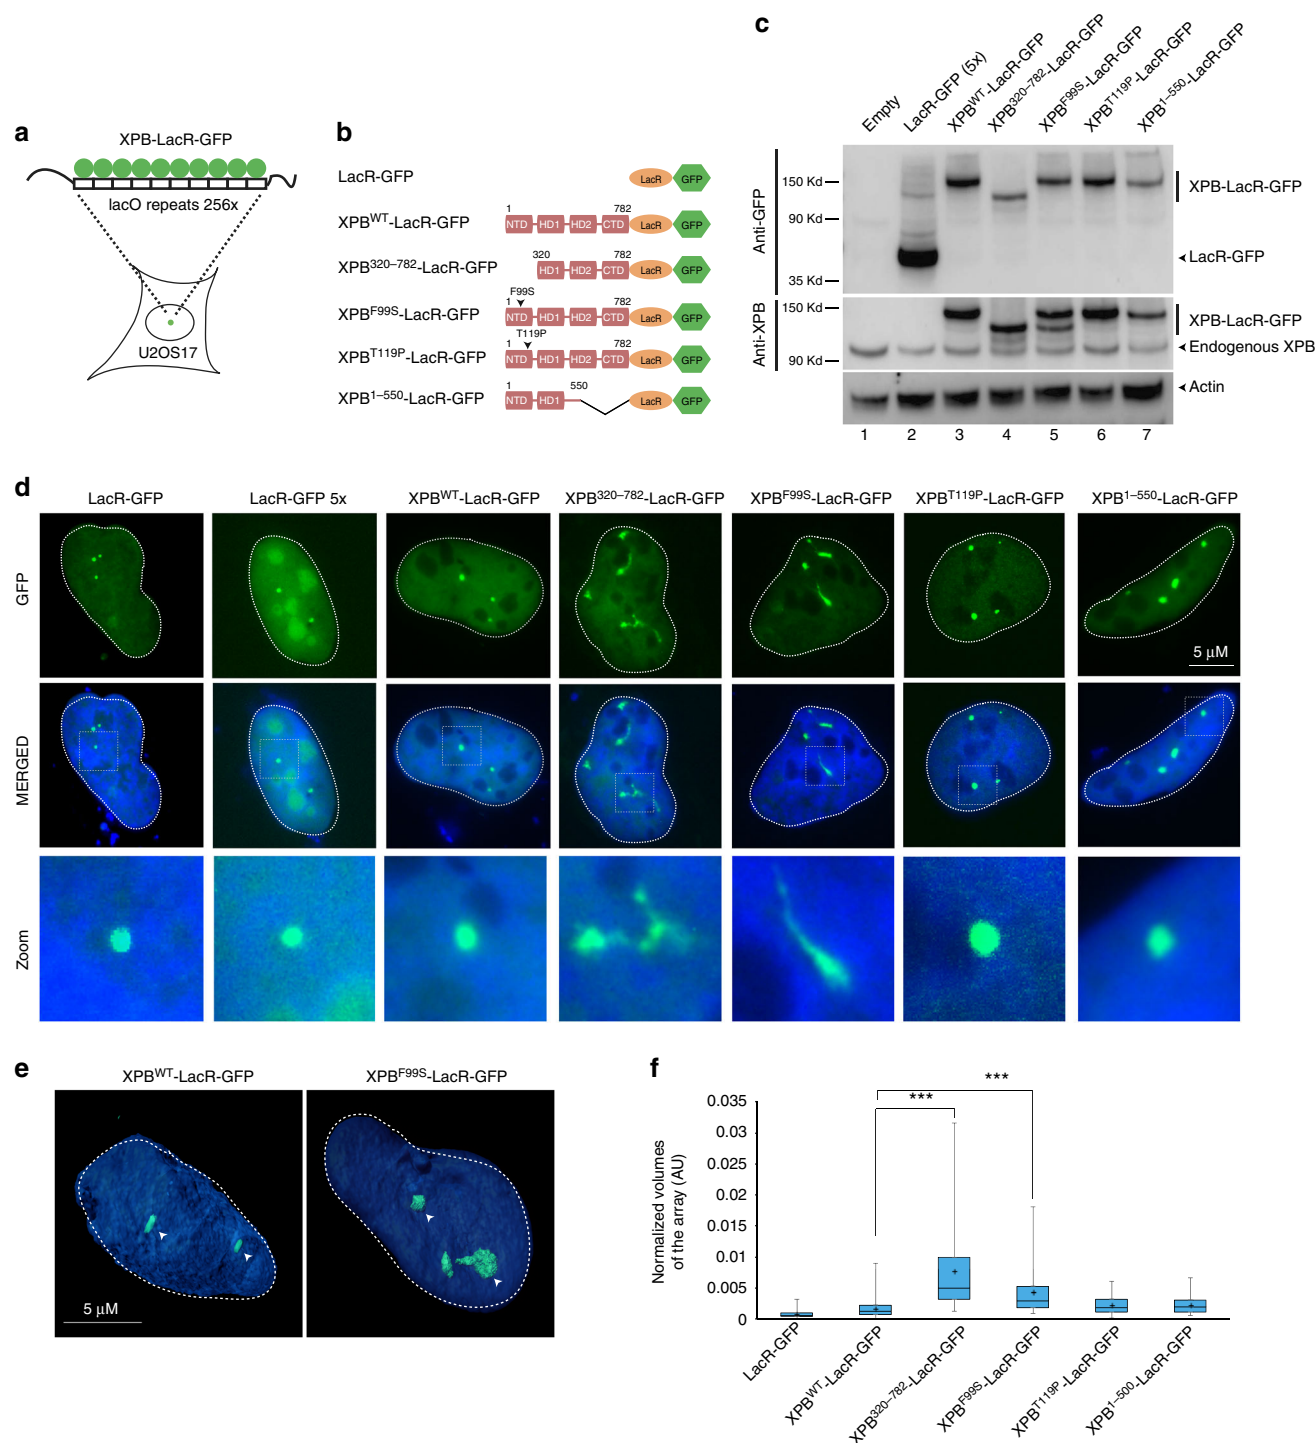 a
XPB-LacR-GFP
lacO repeats 256x
U2OS17
b
LacR-GFP
LacR GFP
XPBWT-LacR-GFP
1 782
NTD HD1 HD2 CTD LacR GFP
XPB320–782-LacR-GFP
320 782
HD1 HD2 CTD LacR GFP
XPBF99S-LacR-GFP
F99S
1 782
NTD HD1 HD2 CTD LacR GFP
XPBT119P-LacR-GFP
T119P
1 782
NTD HD1 HD2 CTD LacR GFP
XPB1–550-LacR-GFP
1 550
NTD HD1 LacR GFP
c
Empty
LacR-GFP (5x)
XPBWT-LacR-GFP
XPB320–782-LacR-GFP
XPBF99S-LacR-GFP
XPBT119P-LacR-GFP
XPB1–550-LacR-GFP
Anti-GFP
150 Kd
90 Kd
35 Kd
XPB-LacR-GFP
LacR-GFP
Anti-XPB
150 Kd
90 Kd
XPB-LacR-GFP
Endogenous XPB
Actin
1 2 3 4 5 6 7
d
LacR-GFP
LacR-GFP 5x
XPBWT-LacR-GFP
XPB320–782-LacR-GFP
XPBF99S-LacR-GFP
XPBT119P-LacR-GFP
XPB1–550-LacR-GFP
GFP
5 µM
MERGED
Zoom
e
XPBWT-LacR-GFP
XPBF99S-LacR-GFP
5 µM
f
Normalized volumes
of the array (AU)
0.035
0.03
0.025
0.02
0.015
0.01
0.005
0
***
***
LacR-GFP
XPBWT-LacR-GFP
XPB320–782-LacR-GFP
XPBF99S-LacR-GFP
XPBT119P-LacR-GFP
XPB1–500-LacR-GFP